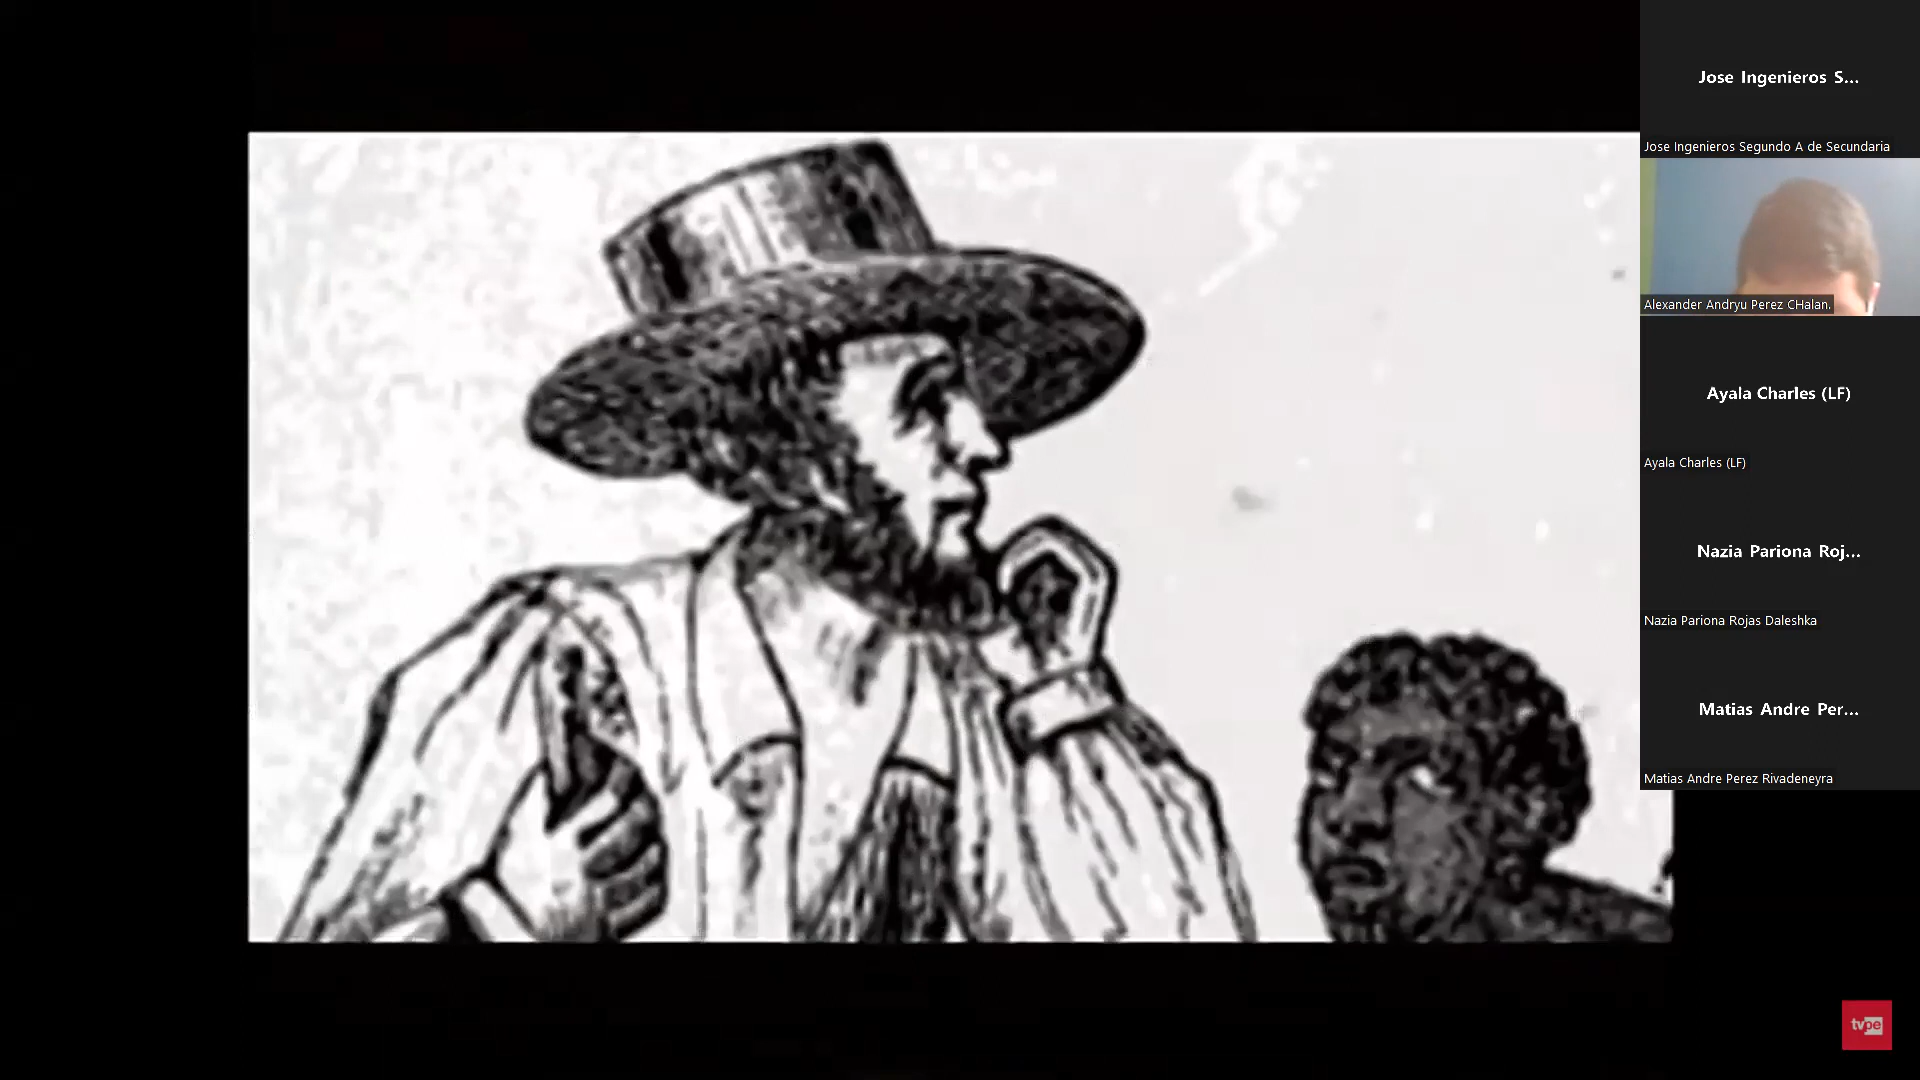 Jose Ingenieros S...
Jose Ingenieros Segundo A de Secundaria
Alexander Andryu Perez CHalan.
Ayala Charles (LF)
Ayala Charles (LF)
Nazia Pariona Roj...
Nazia Pariona Rojas Daleshka
Matias Andre Per...
Matias Andre Perez Rivadeneyra
tvpe